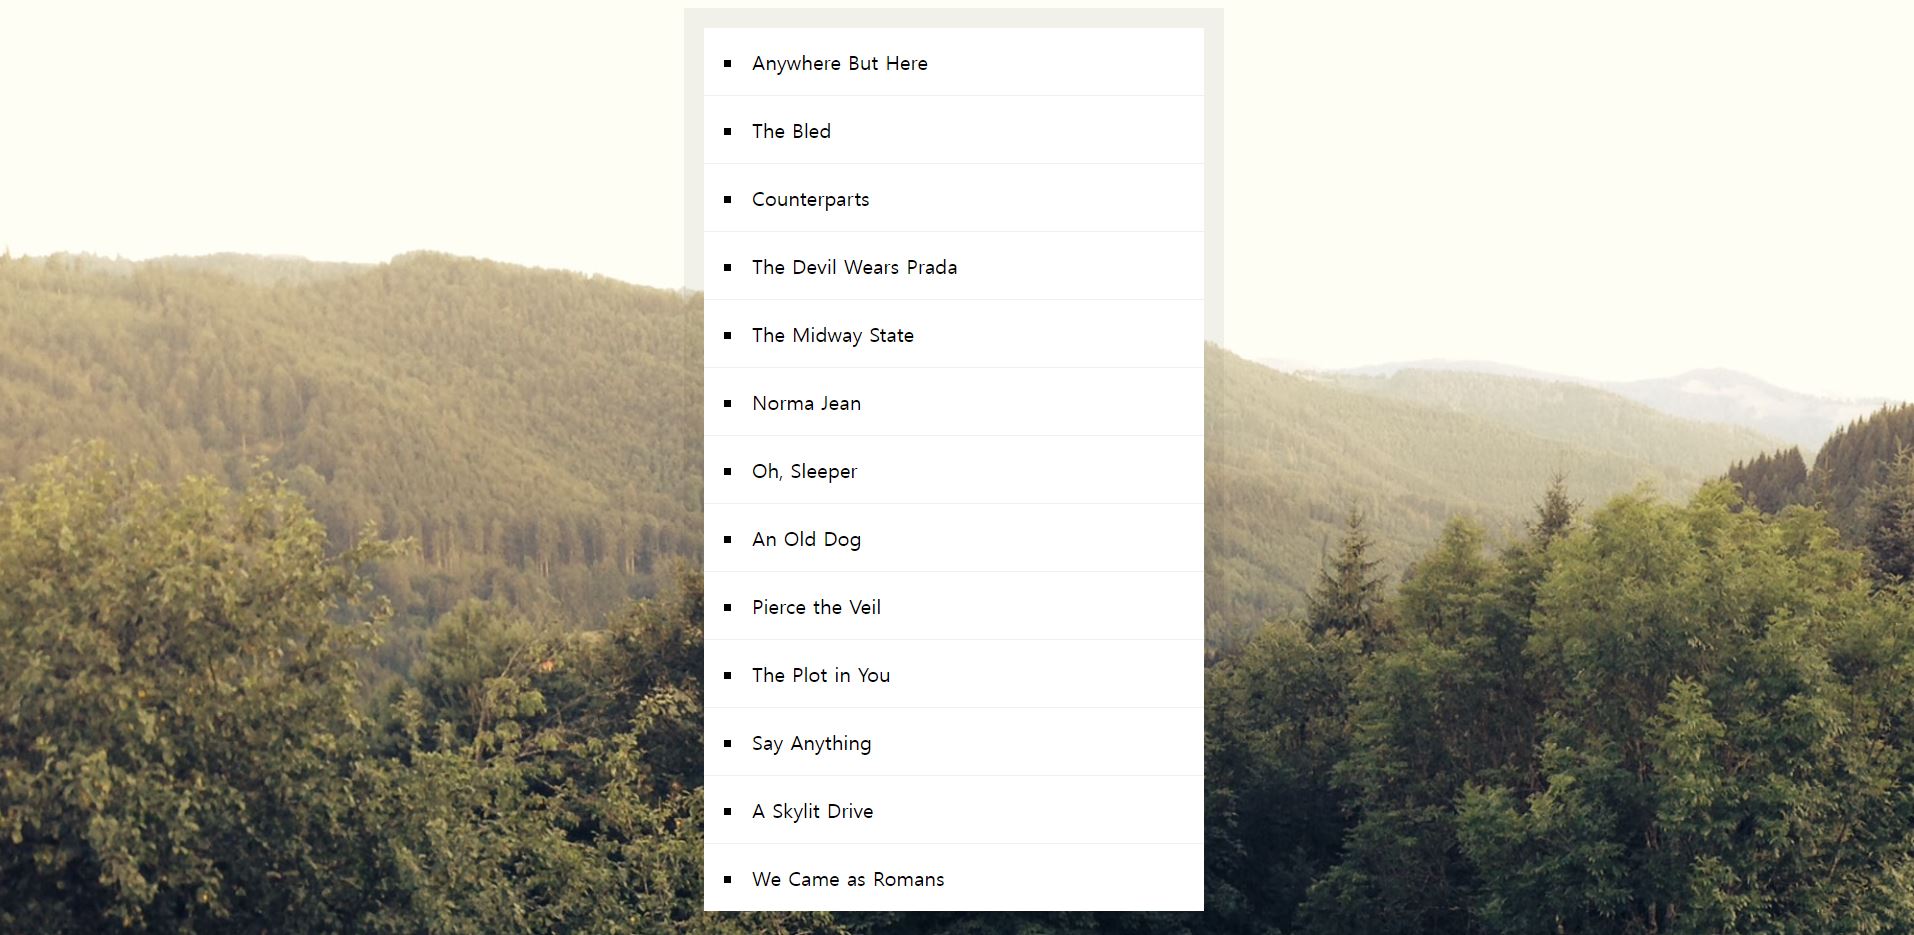 Anywhere But Here
The Bled
Counterparts
The Devil Wears Prada
The Midway State
Norma Jean
Oh, Sleeper
An Old Dog
Pierce the Veil
The Plot in You
Say Anything
A Skylit Drive
We Came as Romans